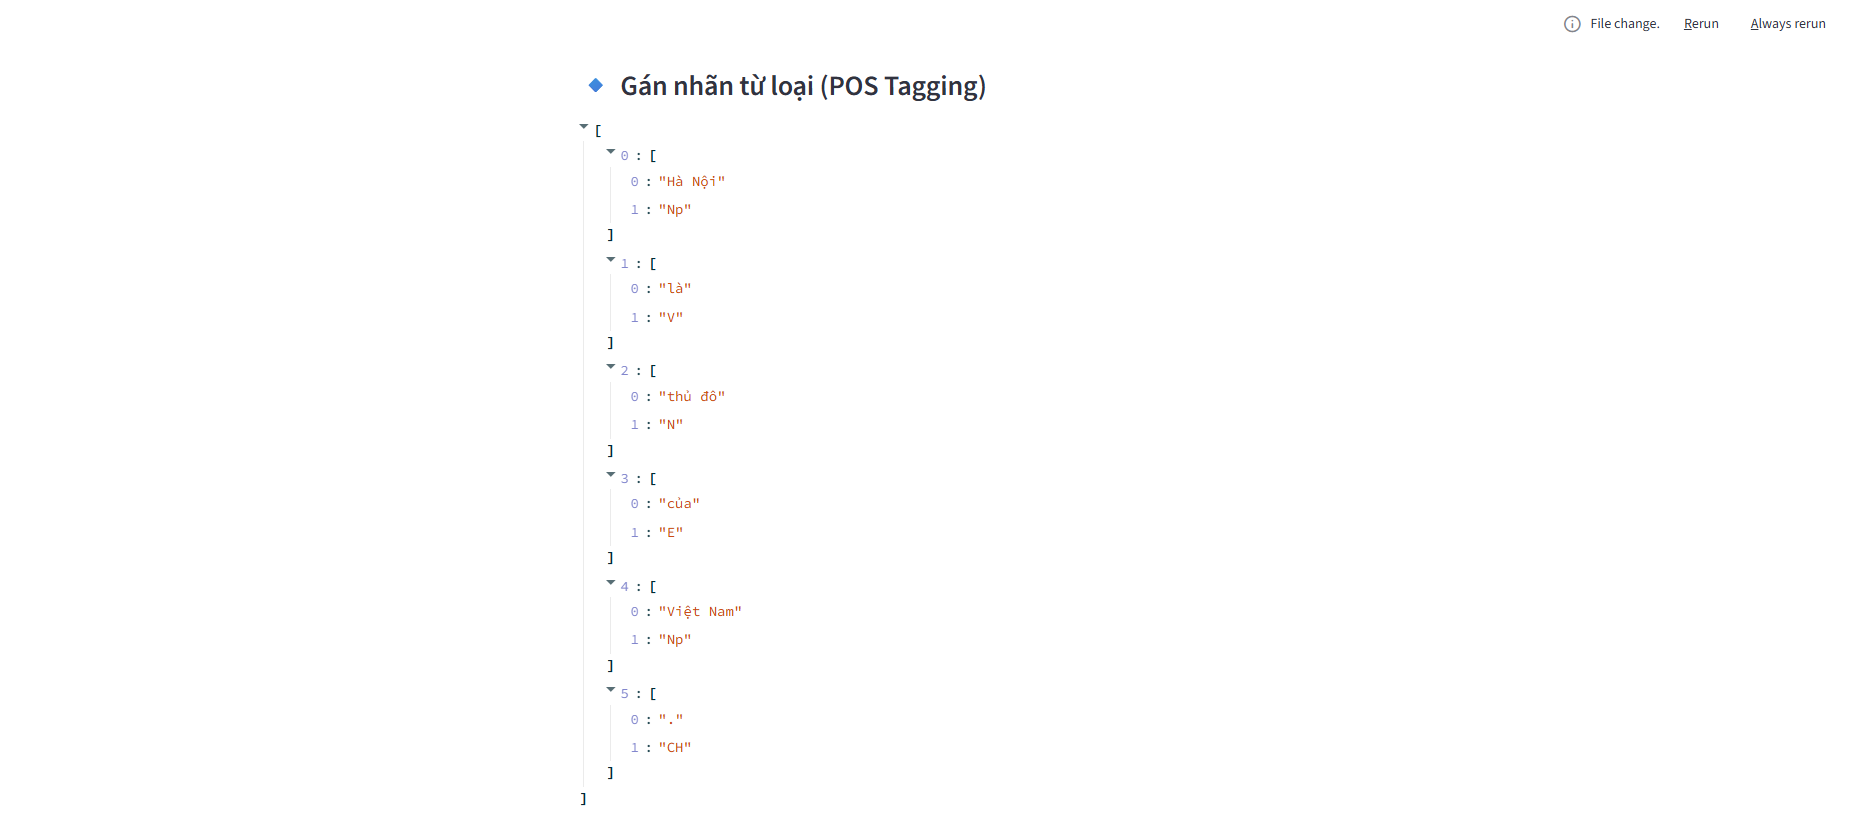 File change. Rerun Always rerun
Gán nhãn từ loại (POS Tagging)
[
0 : [
0 : "Hà Nội"
1 : "Np"
]
1 : [
0 : "là"
1 : "V"
]
2 : [
0 : "thủ đô"
1 : "N"
]
3 : [
0 : "của"
1 : "E"
]
4 : [
0 : "Việt Nam"
1 : "Np"
]
5 : [
0 : "."
1 : "CH"
]
]